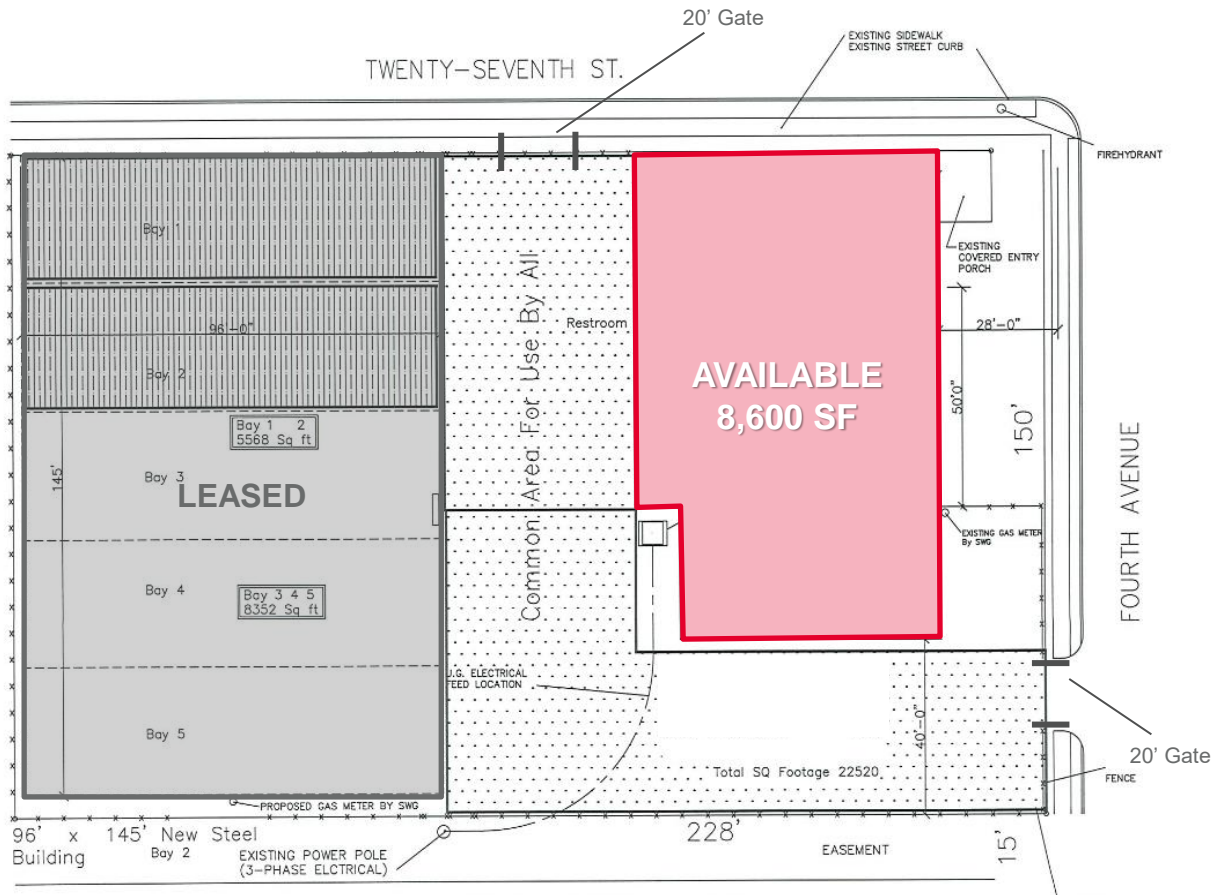 20' Gate
EXISTING SIDEWALK
EXISTING STREET CURB
TWENTY-SEVENTH ST.
FIREHYDRANT
Bay 1
EXISTING
COVERED ENTRY
PORCH
Common Area For Use By All
Restroom
28'-0"
96'-0"
Bay 2
AVAILABLE
8,600 SF
50'0"
150'
FOURTH AVENUE
Bay 1 2
5568 Sq ft
145'
Bay 3
LEASED
EXISTING GAS METER
By SWG
Bay 4
Bay 3 4 5
8352 Sq ft
U.G. ELECTRICAL
FEED LOCATION
Bay 5
40'-0"
20' Gate
Total SQ Footage 22520
FENCE
PROPOSED GAS METER BY SWG
96' x 145' New Steel
Building
Bay 2
EXISTING POWER POLE
(3-PHASE ELCTRICAL)
228'
EASEMENT
15'